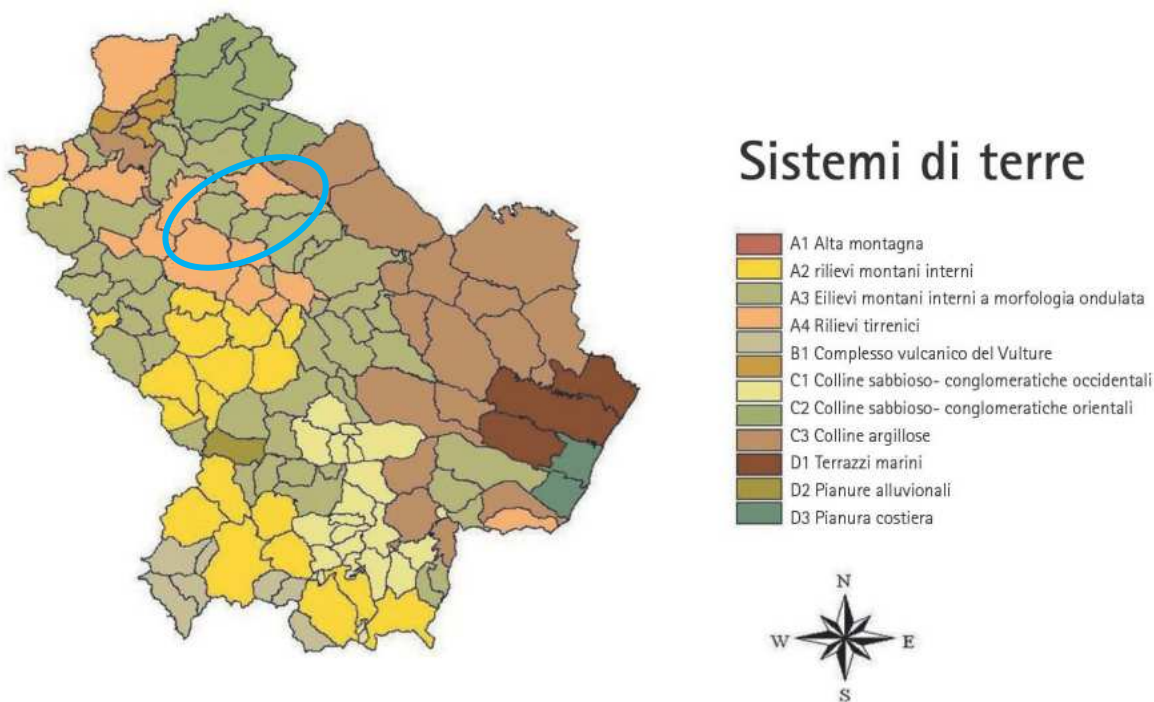 Sistemi di terre
A1 Alta montagna
A2 rilievi montani interni
A3 Eilievi montani interni a morfologia ondulata
A4 Rilievi tirrenici
B1 Complesso vulcanico del Vulture
C1 Colline sabbioso- conglomeratiche occidentali
C2 Colline sabbioso- conglomeratiche orientali
C3 Colline argillose
D1 Terrazzi marini
D2 Pianure alluvionali
D3 Pianura costiera
N
W E
S